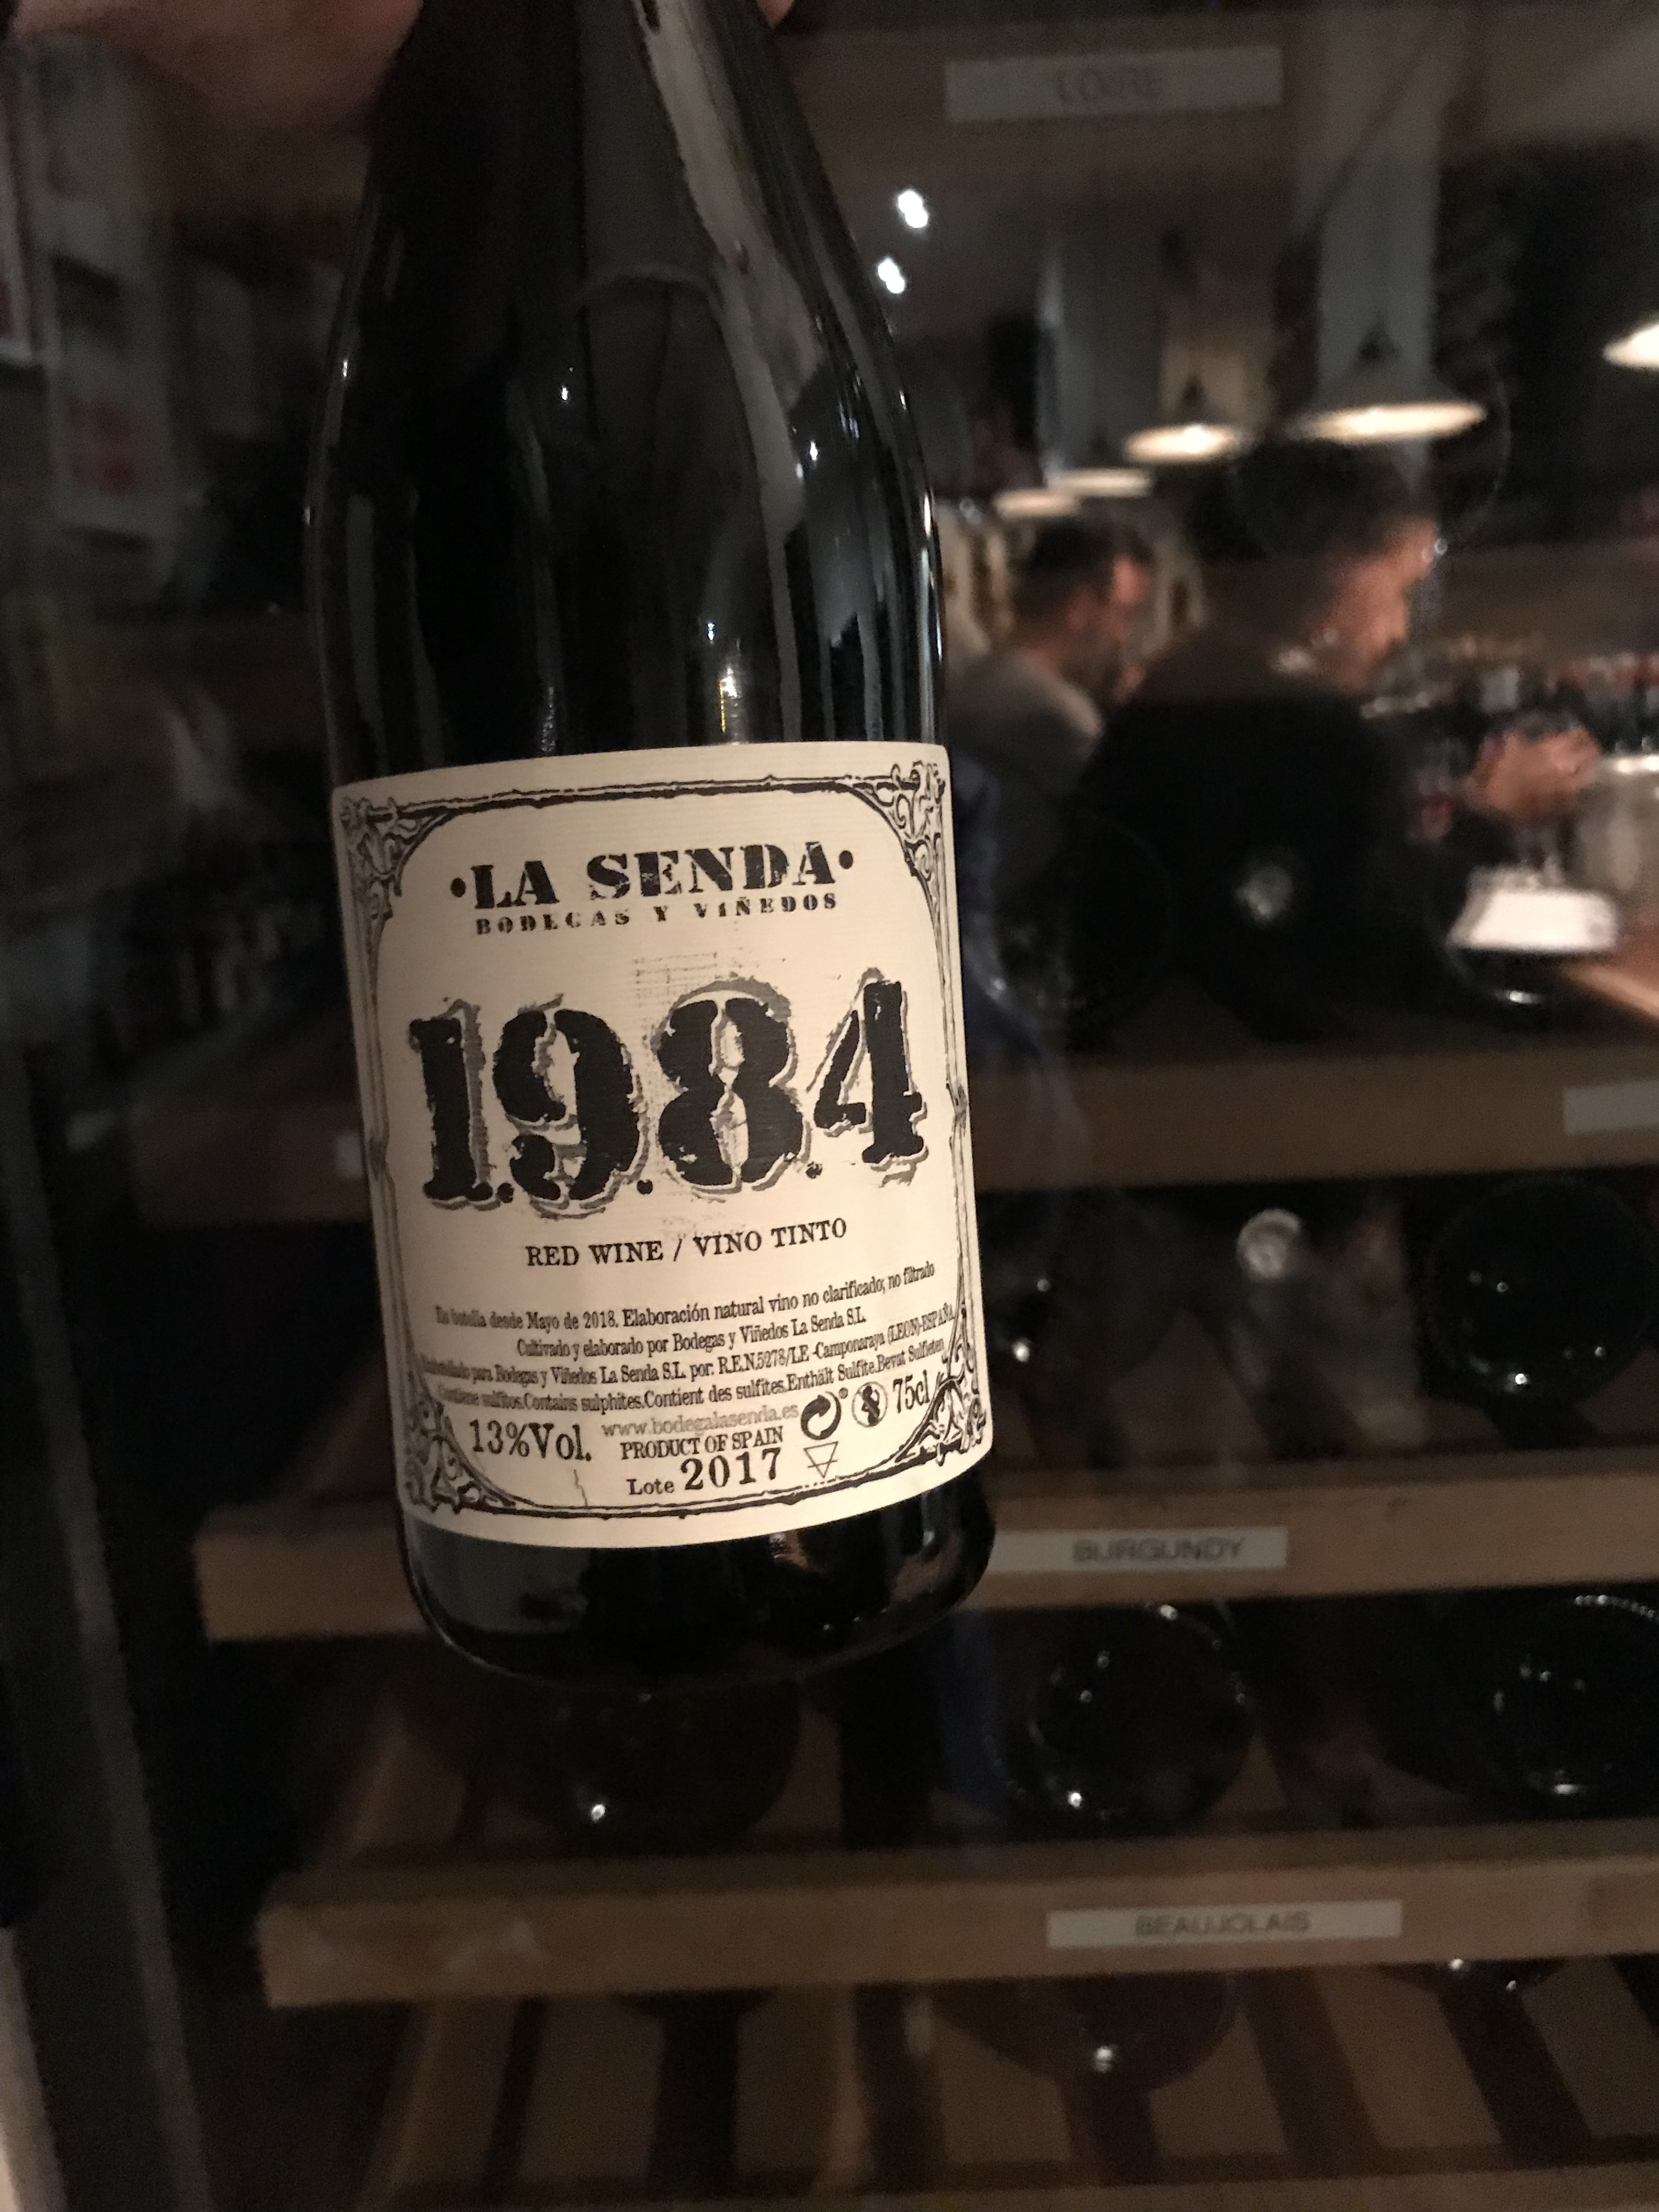 LOIRE
·LA SENDA·
BODEGAS Y VIÑEDOS
1.9.8.4
RED WINE / VINO TINTO
En botella desde Mayo de 2018. Elaboración natural vino no clarificado, no filtrado
Cultivado y elaborado por Bodegas y Viñedos La Senda S.L.
Embotellado para Bodegas y Viñedos La Senda S.L. por: R.E.N.5278/LE -Camponaraya (LEON)-ESPAÑA
Contiene sulfitos.Contains sulphites.Contient des sulfites.Enthält Sulfite.Bevat Sulfieten
13%Vol. www.bodegalasenda.es 75cl
PRODUCT OF SPAIN
Lote 2017
BURGUNDY
BEAUJOLAIS